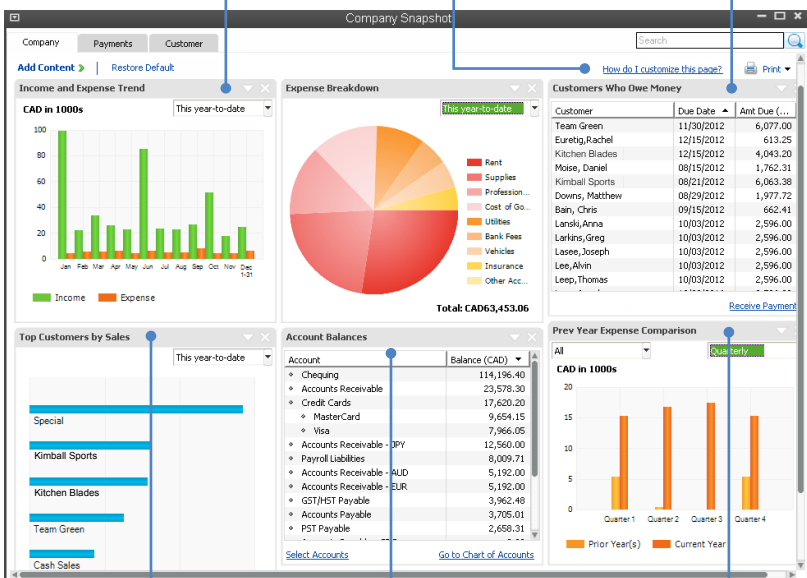 Company Snapshot
Company Payments Customer
Search
Add Content Restore Default
How do I customize this page? Print
Income and Expense Trend
CAD in 1000s This year-to-date
100
80
60
40
20
0
Jan Feb Mar Apr May Jun Jul Aug Sep Oct Nov Dec
1-31
Income Expense
Expense Breakdown
This year-to-date
Rent
Supplies
Profession...
Cost of Go...
Utilities
Bank Fees
Vehicles
Insurance
Other Acc...
Total: CAD63,453.06
Customers Who Owe Money
Customer Due Date Amt Due (...
Team Green 11/30/2012 6,077.00
Euretig,Rachel 12/15/2012 613.25
Kitchen Blades 12/15/2012 4,043.20
Moise, Daniel 08/15/2012 1,762.31
Kimball Sports 08/21/2012 6,063.38
Downs, Matthew 08/29/2012 1,977.72
Bain, Chris 09/15/2012 662.41
Lanski,Anna 10/03/2012 2,596.00
Larkins,Greg 10/03/2012 2,596.00
Lasee,Joseph 10/03/2012 2,596.00
Lee,Alvin 10/03/2012 2,596.00
Leep,Thomas 10/03/2012 2,596.00
Receive Payment
Top Customers by Sales
This year-to-date
Special
Kimball Sports
Kitchen Blades
Team Green
Cash Sales
Account Balances
Account Balance (CAD)
Chequing 114,196.40
Accounts Receivable 23,578.30
Credit Cards 17,620.20
MasterCard 9,654.15
Visa 7,966.05
Accounts Receivable - JPY 12,560.00
Payroll Liabilities 8,009.71
Accounts Receivable - AUD 5,192.00
Accounts Receivable - EUR 5,192.00
GST/HST Payable 3,962.48
Accounts Payable 3,705.01
PST Payable 2,658.31
Select Accounts Go to Chart of Accounts
Prev Year Expense Comparison
All Quarterly
CAD in 1000s
20
15
10
5
0
Quarter 1 Quarter 2 Quarter 3 Quarter 4
Prior Year(s) Current Year